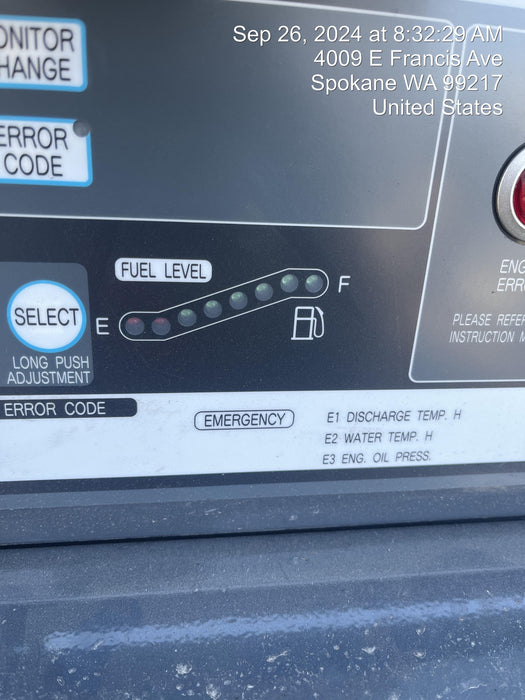 Sep 26, 2024 at 8:32:29 AM
4009 E Francis Ave
Spokane WA 99217
United States
ONITOR
HANGE
ERROR
CODE
FUEL LEVEL
E
F
SELECT
LONG PUSH
ADJUSTMENT
ENG
ERR
PLEASE REFE
INSTRUCTION M
ERROR CODE
EMERGENCY
E1 DISCHARGE TEMP. H
E2 WATER TEMP. H
E3 ENG. OIL PRESS.